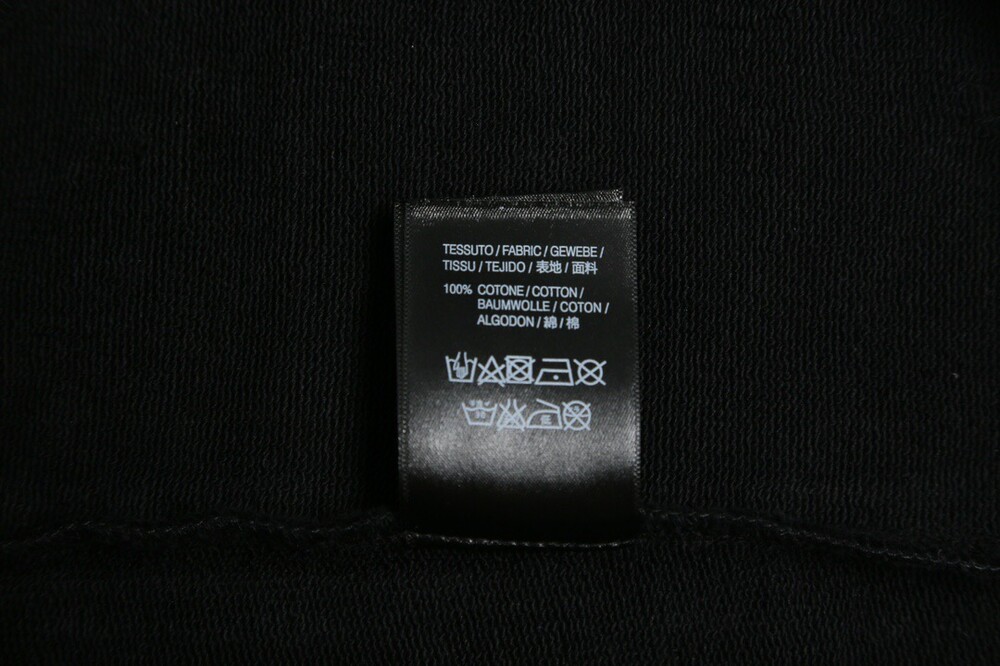 TESSUTO / FABRIC / GEWEBE /
TISSU / TEJIDO / 表地 / 面料
100% COTONE / COTTON /
BAUMWOLLE / COTON /
ALGODON / 綿 / 棉